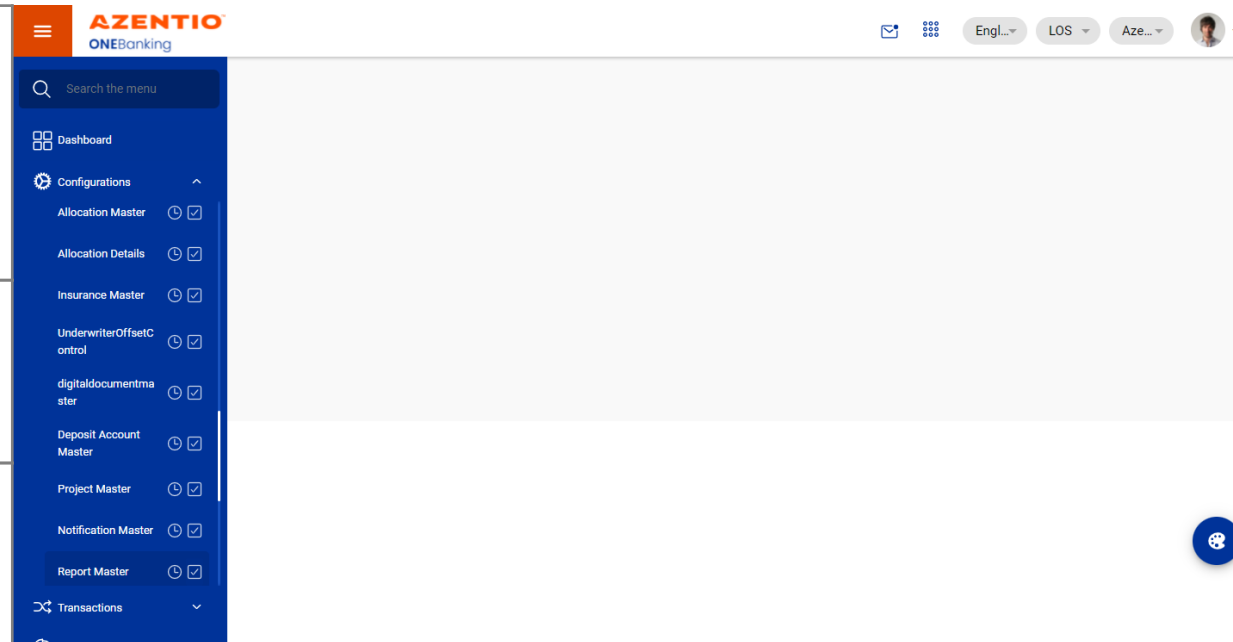 AZENTIO
ONEBanking
Engl...
LOS
Aze...
Search the menu
Dashboard
Configurations
Allocation Master
Allocation Details
Insurance Master
UnderwriterOffsetC
ontrol
digitaldocumentma
ster
Deposit Account
Master
Project Master
Notification Master
Report Master
Transactions